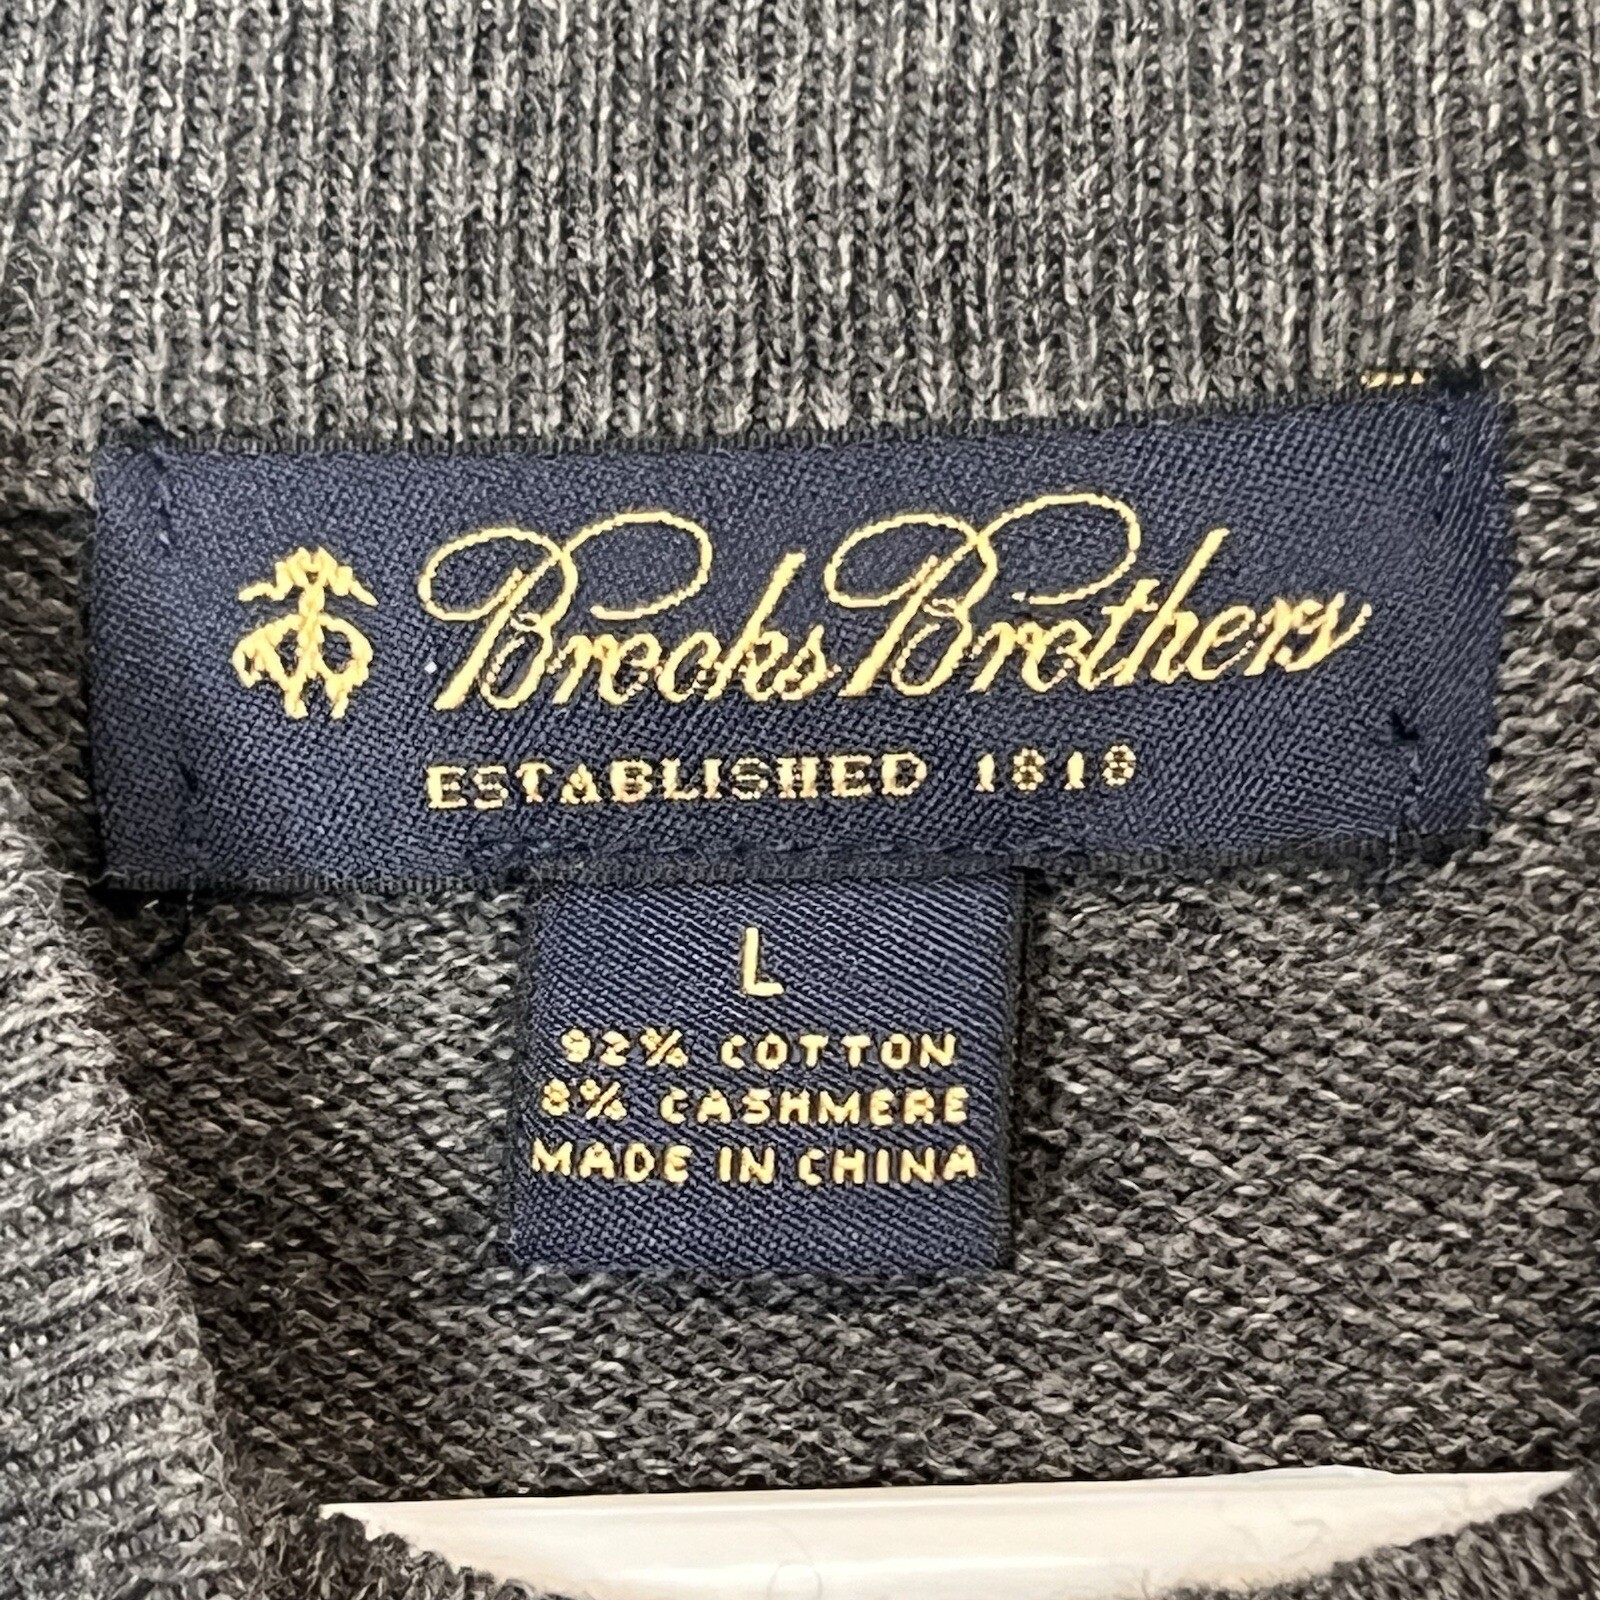 Brooks Brothers
ESTABLISHED 1818
L
92% COTTON
8% CASHMERE
MADE IN CHINA